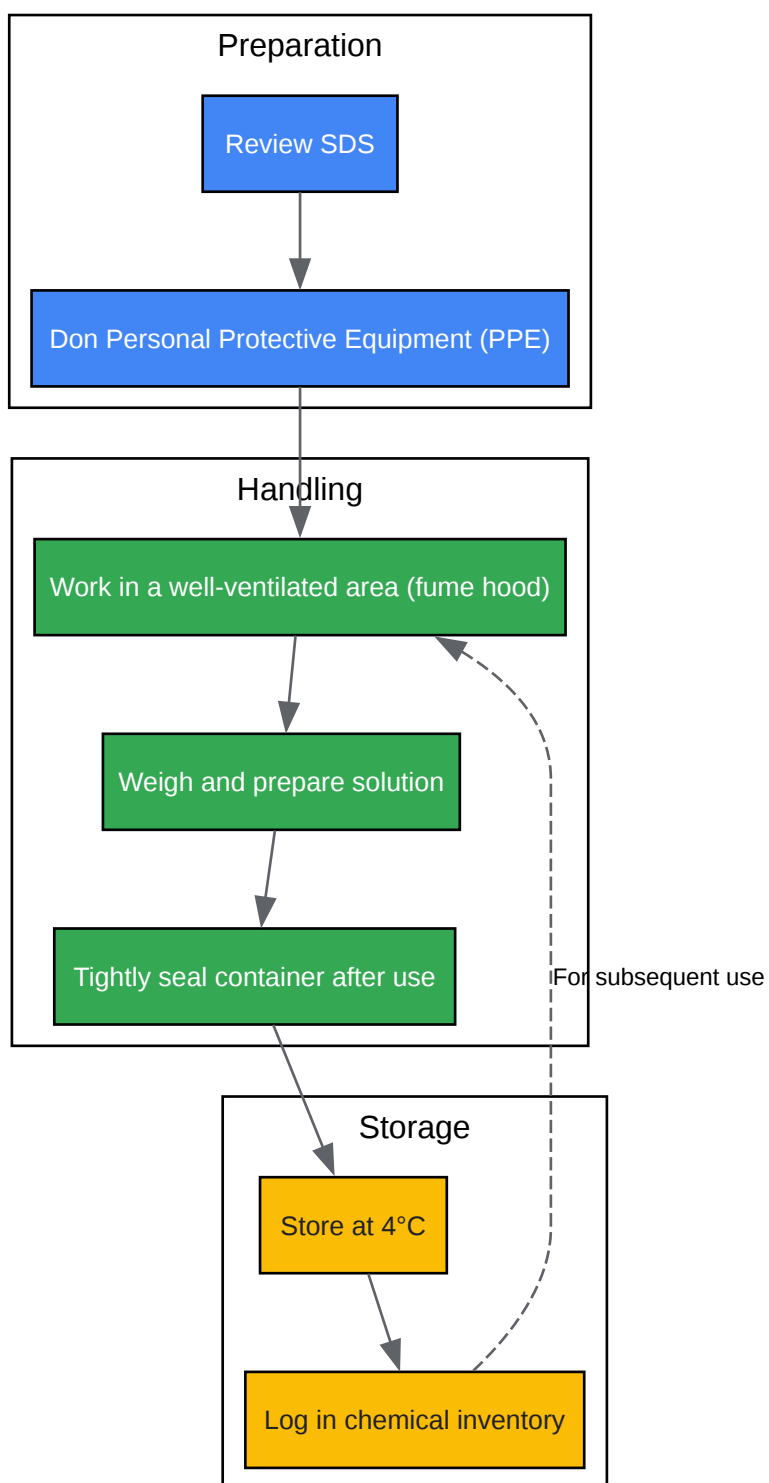 Preparation
Review SDS
Don Personal Protective Equipment (PPE)
Handling
Work in a well-ventilated area (fume hood)
Weigh and prepare solution
Tightly seal container after use
For subsequent use
Storage
Store at 4°C
Log in chemical inventory